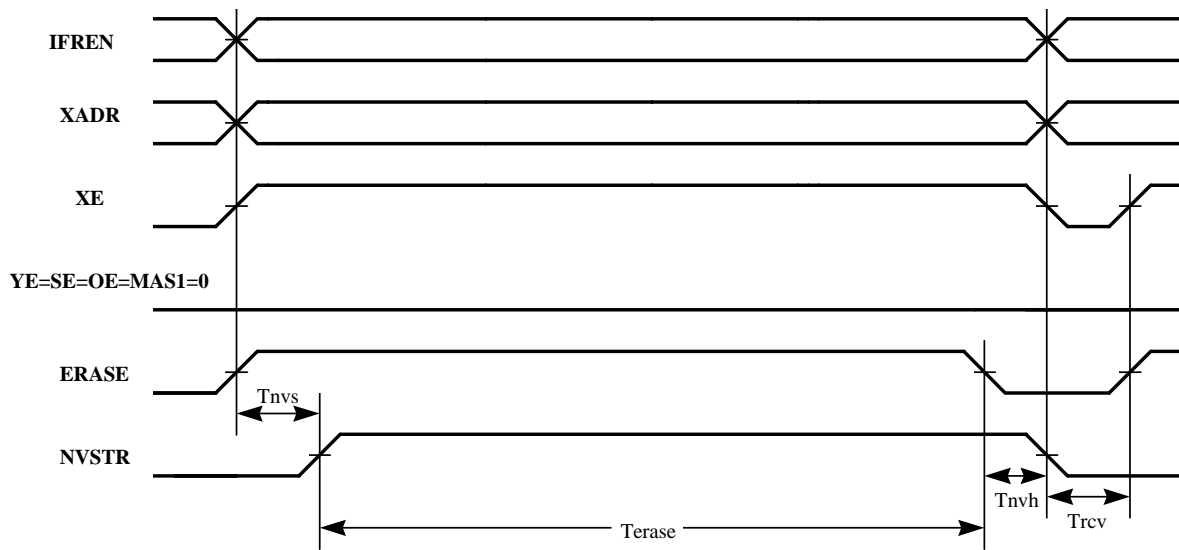 IFREN
XADR
XE
YE=SE=OE=MAS1=0
ERASE
Tnvs
NVSTR
Tnvh
Trcv
Terase